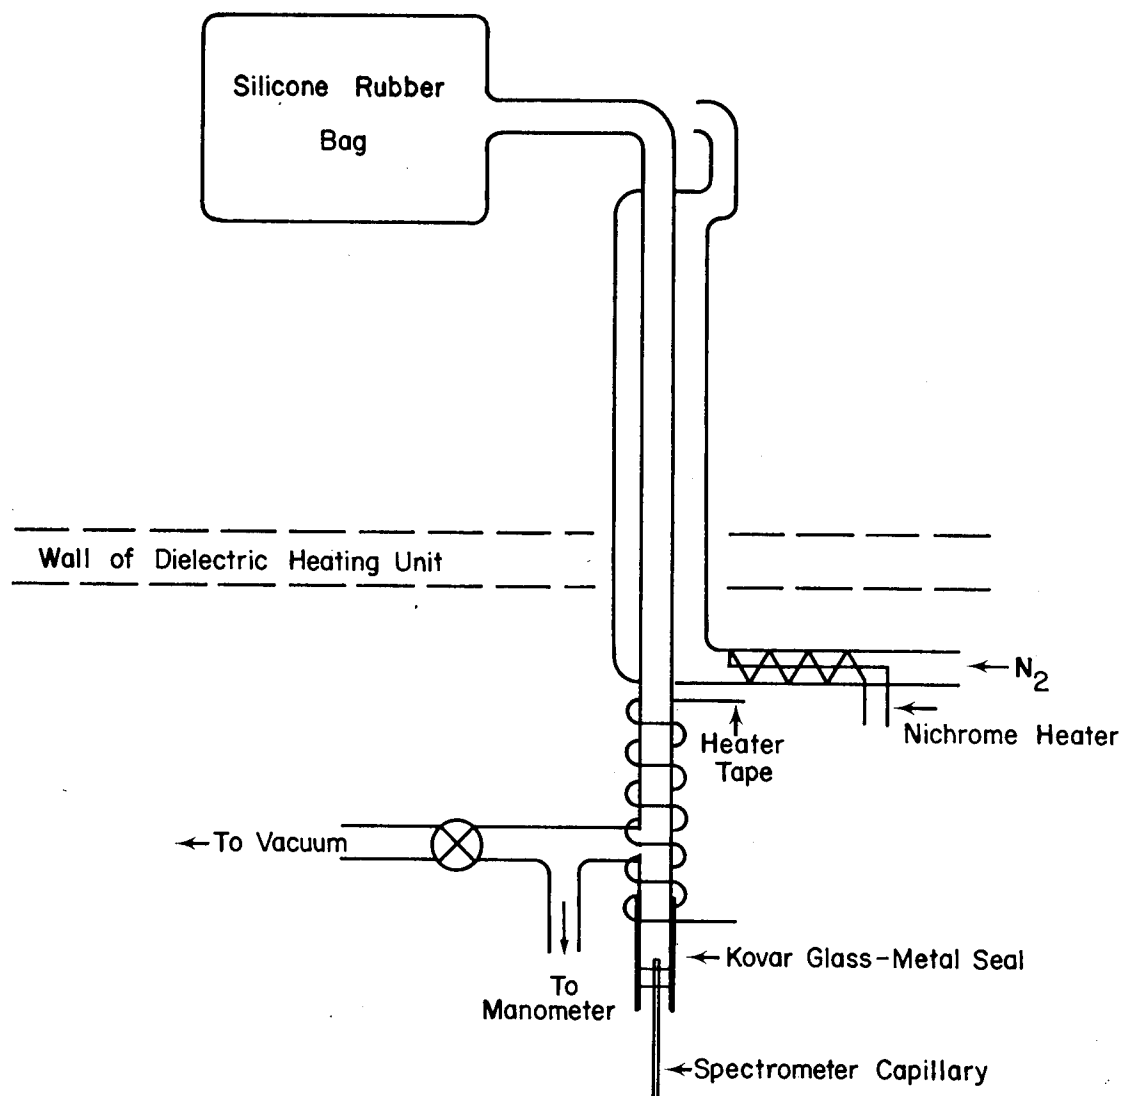 Silicone Rubber
Bag
Wall of Dielectric Heating Unit
N2
Nichrome Heater
Heater
Tape
To Vacuum
Kovar Glass-Metal Seal
To
Manometer
Spectrometer Capillary